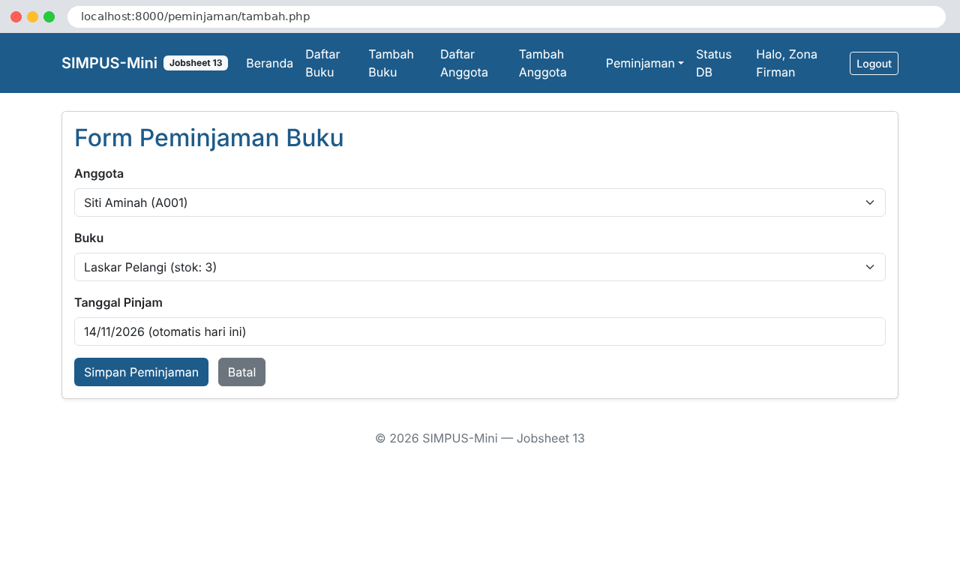 localhost:8000/peminjaman/tambah.php
SIMPUS-Mini Jobsheet 13 Beranda Daftar Buku Tambah Buku Daftar Anggota Tambah Anggota Peminjaman Status DB Halo, Zona Firman Logout
Form Peminjaman Buku
Anggota
Siti Aminah (A001)
Buku
Laskar Pelangi (stok: 3)
Tanggal Pinjam
14/11/2026 (otomatis hari ini)
Simpan Peminjaman Batal
© 2026 SIMPUS-Mini — Jobsheet 13